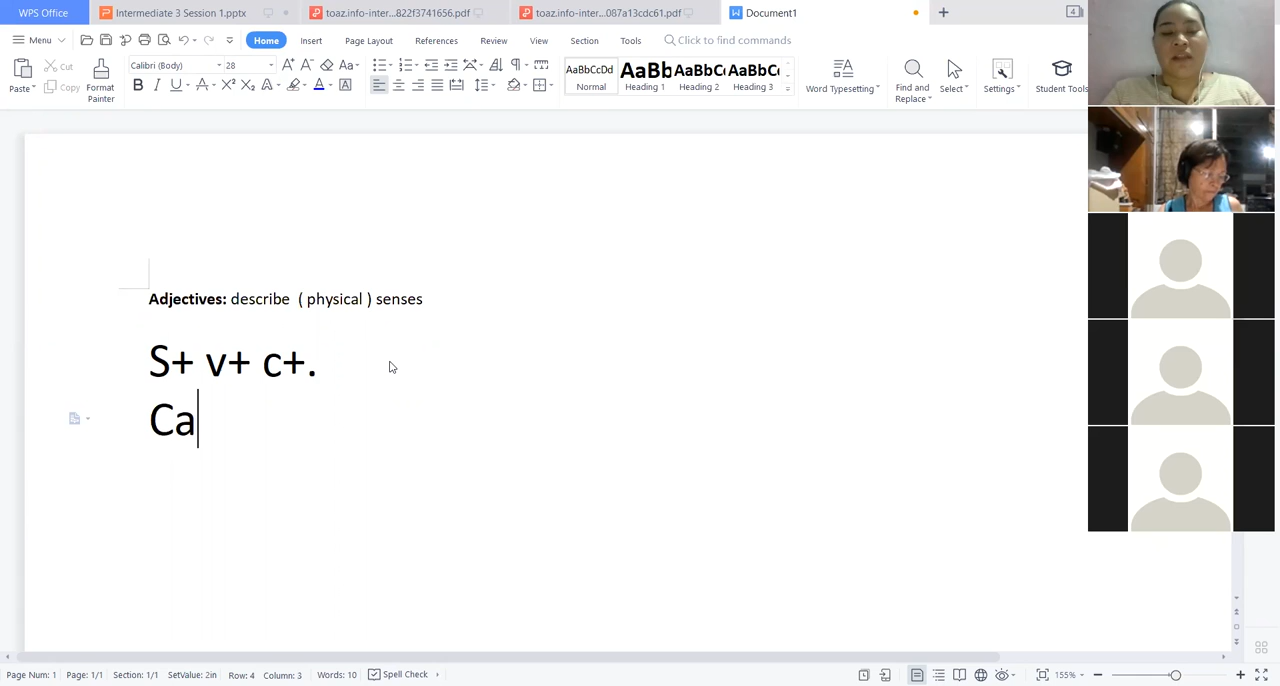 WPS Office
Intermediate 3 Session 1.pptx
toaz.info-inter...822f3741656.pdf
toaz.info-inter...087a13cdc61.pdf
Document1
4
Menu
Home
Insert
Page Layout
References
Review
View
Section
Tools
Click to find commands
Paste
Cut
Copy
Format Painter
Calibri (Body)
28
AaBbCcDd
Normal
AaBb
Heading 1
AaBbC
Heading 2
AaBbC
Heading 3
Word Typesetting
Find and Replace
Select
Settings
Student Tools
Adjectives: describe ( physical ) senses
S+ v+ c+.
Ca
Page Num: 1
Page: 1/1
Section: 1/1
SetValue: 2in
Row: 4
Column: 3
Words: 10
Spell Check
155%